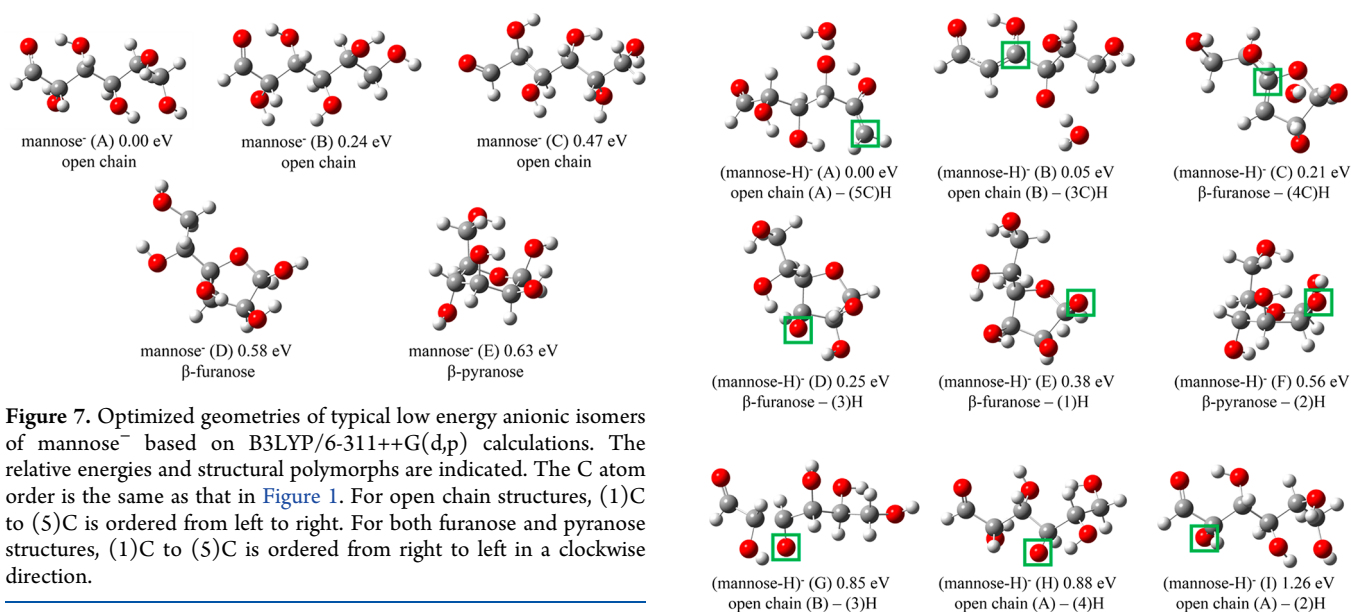 mannose⁻ (A) 0.00 eV
open chain
mannose⁻ (B) 0.24 eV
open chain
mannose⁻ (C) 0.47 eV
open chain
mannose⁻ (D) 0.58 eV
β-furanose
mannose⁻ (E) 0.63 eV
β-pyranose
Figure 7. Optimized geometries of typical low energy anionic isomers
of mannose⁻ based on B3LYP/6-311++G(d,p) calculations. The
relative energies and structural polymorphs are indicated. The C atom
order is the same as that in Figure 1. For open chain structures, (1)C
to (5)C is ordered from left to right. For both furanose and pyranose
structures, (1)C to (5)C is ordered from right to left in a clockwise
direction.
(mannose-H)⁻ (A) 0.00 eV
open chain (A) – (5C)H
(mannose-H)⁻ (B) 0.05 eV
open chain (B) – (3C)H
(mannose-H)⁻ (C) 0.21 eV
β-furanose – (4C)H
(mannose-H)⁻ (D) 0.25 eV
β-furanose – (3)H
(mannose-H)⁻ (E) 0.38 eV
β-furanose – (1)H
(mannose-H)⁻ (F) 0.56 eV
β-pyranose – (2)H
(mannose-H)⁻ (G) 0.85 eV
open chain (B) – (3)H
(mannose-H)⁻ (H) 0.88 eV
open chain (A) – (4)H
(mannose-H)⁻ (I) 1.26 eV
open chain (A) – (2)H